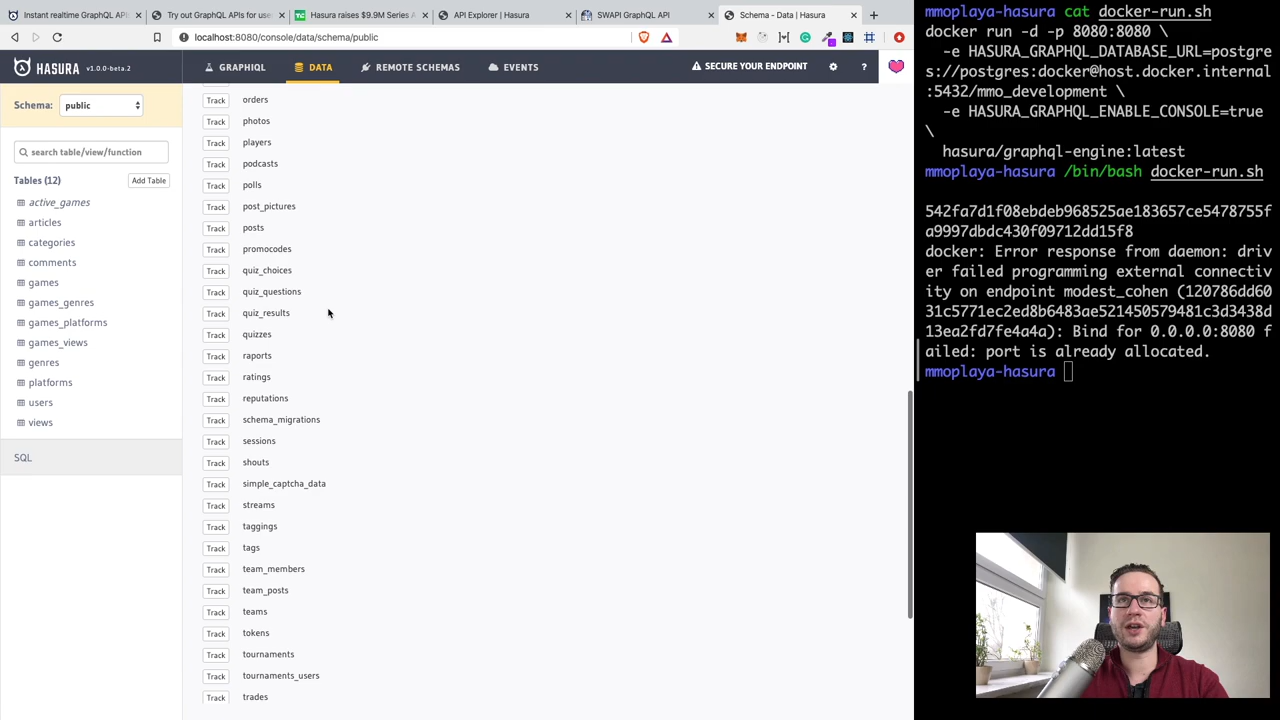 Instant realtime GraphQL API
Try out GraphQL APIs for use
Hasura raises $9.9M Series A
API Explorer | Hasura
SWAPI GraphQL API
Schema - Data | Hasura
localhost:8080/console/data/schema/public
HASURA v1.0.0-beta.2
GRAPHIQL
DATA
REMOTE SCHEMAS
EVENTS
SECURE YOUR ENDPOINT
?
Schema: public
search table/view/function
Tables (12)
Add Table
active_games
articles
categories
comments
games
games_genres
games_platforms
games_views
genres
platforms
users
views
SQL
Track orders
Track photos
Track players
Track podcasts
Track polls
Track post_pictures
Track posts
Track promocodes
Track quiz_choices
Track quiz_questions
Track quiz_results
Track quizzes
Track raports
Track ratings
Track reputations
Track schema_migrations
Track sessions
Track shouts
Track simple_captcha_data
Track streams
Track taggings
Track tags
Track team_members
Track team_posts
Track teams
Track tokens
Track tournaments
Track tournaments_users
Track trades
mmoplaya-hasura cat docker-run.sh
docker run -d -p 8080:8080 \
-e HASURA_GRAPHQL_DATABASE_URL=postgre
s://postgres:docker@host.docker.internal
:5432/mmo_development \
-e HASURA_GRAPHQL_ENABLE_CONSOLE=true
\
hasura/graphql-engine:latest
mmoplaya-hasura /bin/bash docker-run.sh
542fa7d1f08ebdeb968525ae183657ce5478755f
a9997dbdc430f09712dd15f8
docker: Error response from daemon: driv
er failed programming external connectiv
ity on endpoint modest_cohen (120786dd60
31c5771ec2ed8b6483ae521450579481c3d3438d
13ea2fd7fe4a4a): Bind for 0.0.0.0:8080 f
ailed: port is already allocated.
mmoplaya-hasura